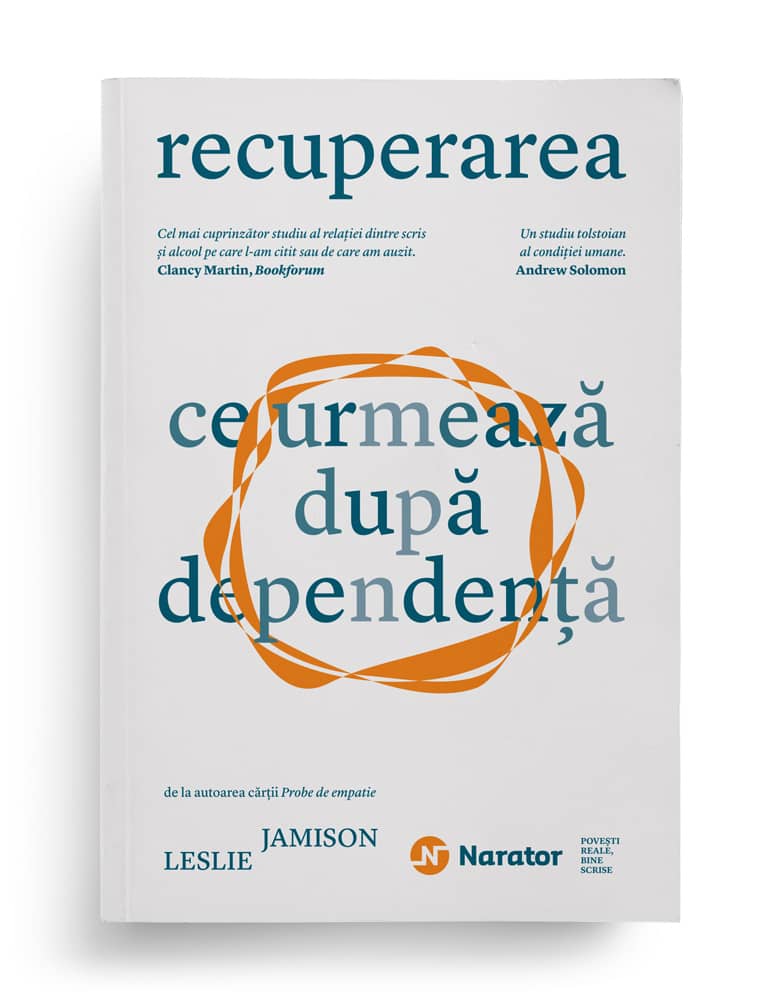 recuperarea
Cel mai cuprinzător studiu al relației dintre scris
și alcool pe care l-am citit sau de care am auzit.
Clancy Martin, Bookforum
Un studiu tolstoian
al condiției umane.
Andrew Solomon
ce urmează
după
dependență
de la autoarea cărții Probe de empatie
LESLIE JAMISON
N Narator
POVEȘTI
REALE,
BINE
SCRISE